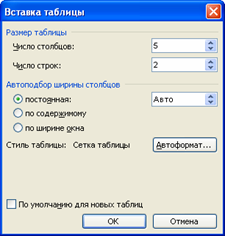 Вставка таблицы
Размер таблицы
Число столбцов: 5
Число строк: 2
Автоподбор ширины столбцов
постоянная: Авто
по содержимому
по ширине окна
Стиль таблицы: Сетка таблицы Автоформат...
По умолчанию для новых таблиц
ОК Отмена